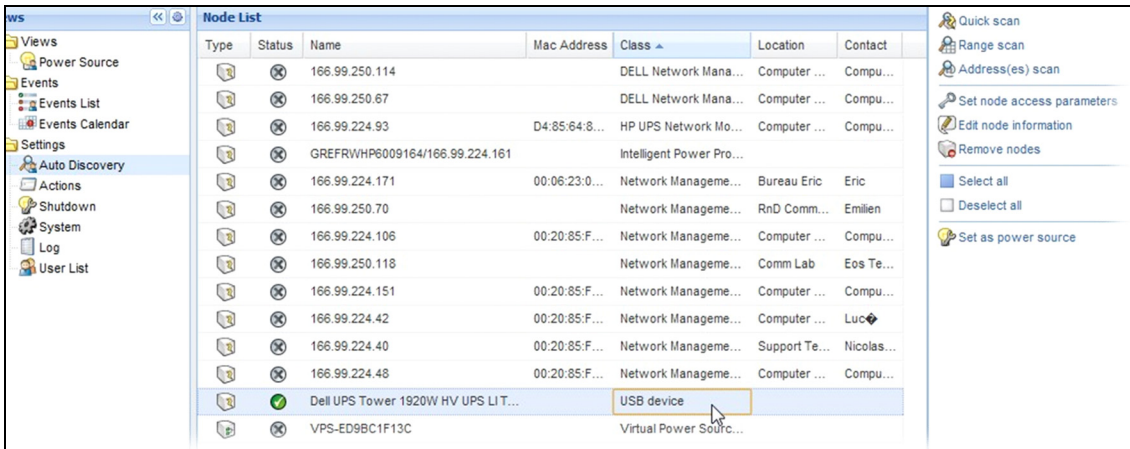 ws
Node List
Quick scan
Views
Type Status Name Mac Address Class Location Contact
Range scan
Power Source
166.99.250.114 DELL Network Mana... Computer ... Compu...
Address(es) scan
Events
166.99.250.67 DELL Network Mana... Computer ... Compu...
Set node access parameters
Events List
166.99.224.93 D4:85:64:8... HP UPS Network Mo... Computer ... Compu...
Edit node information
Events Calendar
Settings
GREFRWHP6009164/166.99.224.161 Intelligent Power Pro...
Remove nodes
Auto Discovery
166.99.224.171 00:06:23:0... Network Manageme... Bureau Eric Eric
Select all
Actions
Shutdown
166.99.250.70 Network Manageme... RnD Comm... Emilien
Deselect all
System
166.99.224.106 00:20:85:F... Network Manageme... Computer ... Compu...
Set as power source
Log
166.99.250.118 Network Manageme... Comm Lab Eos Te...
User List
166.99.224.151 00:20:85:F... Network Manageme... Computer ... Compu...
166.99.224.42 00:20:85:F... Network Manageme... Computer ... Luc�
166.99.224.40 00:20:85:F... Network Manageme... Support Te... Nicolas...
166.99.224.48 00:20:85:F... Network Manageme... Computer ... Compu...
Dell UPS Tower 1920W HV UPS LI T... USB device
VPS-ED9BC1F13C Virtual Power Sourc...